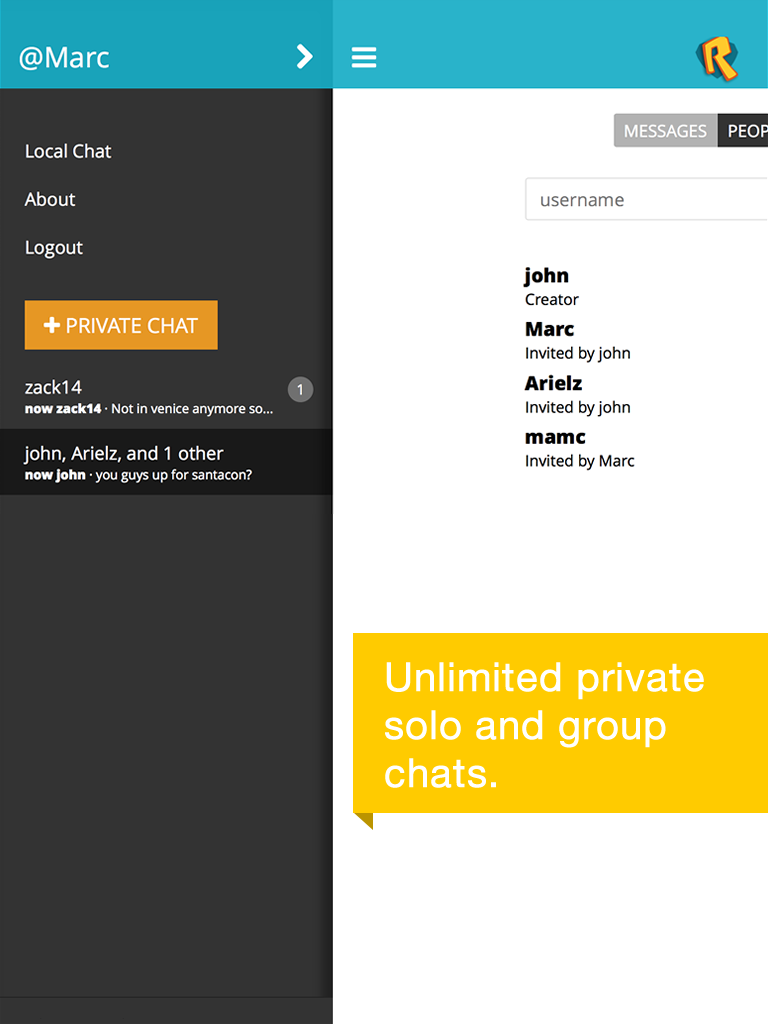 @Marc
Local Chat
About
Logout
PRIVATE CHAT
zack14
1
now zack14 · Not in venice anymore so...
john, Arielz, and 1 other
now john · you guys up for santacon?
R
MESSAGES
PEOP
username
john
Creator
Marc
Invited by john
Arielz
Invited by john
mamc
Invited by Marc
Unlimited private
solo and group
chats.